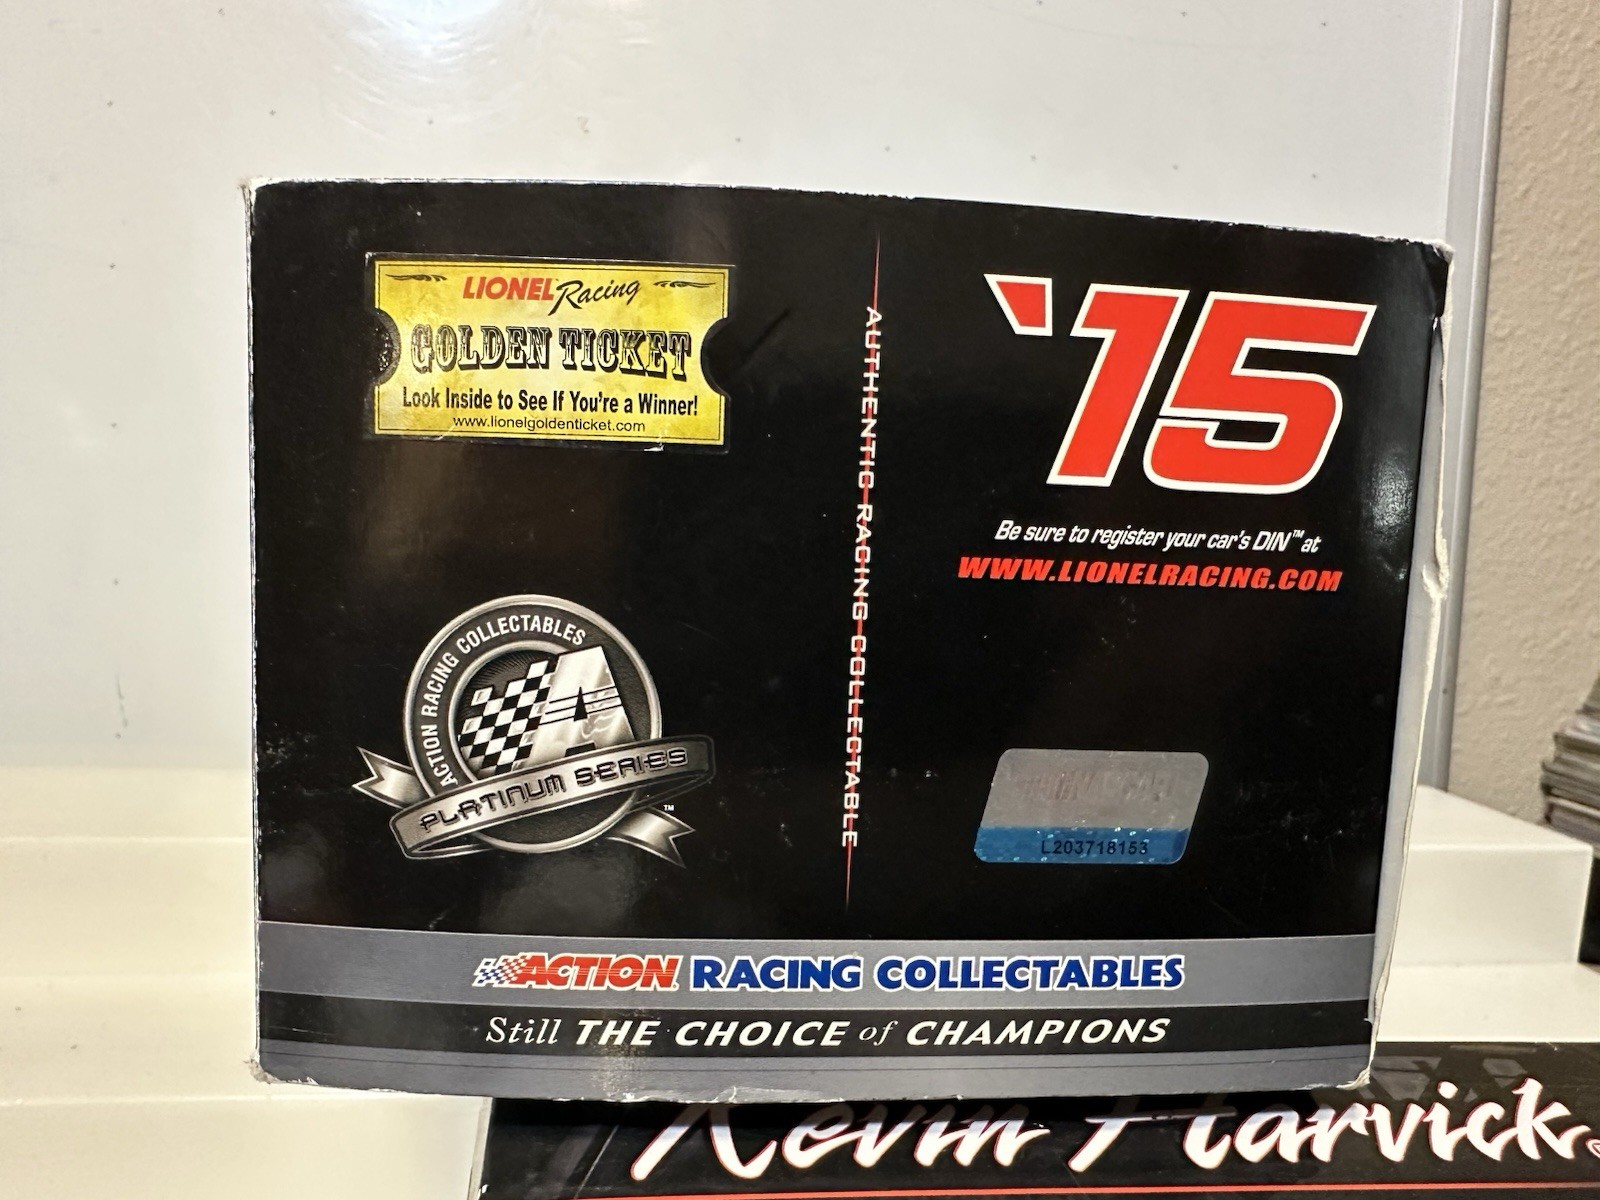 LIONEL Racing
GOLDEN TICKET
Look Inside to See If You're a Winner!
www.lionelgoldenticket.com
ACTION RACING COLLECTABLES
A
PLATINUM SERIES
™
AUTHENTIC RACING COLLECTABLE
'15
Be sure to register your car's DIN™ at
WWW.LIONELRACING.COM
L203718153
ACTION RACING COLLECTABLES
Still THE CHOICE of CHAMPIONS
Kevin Harvick